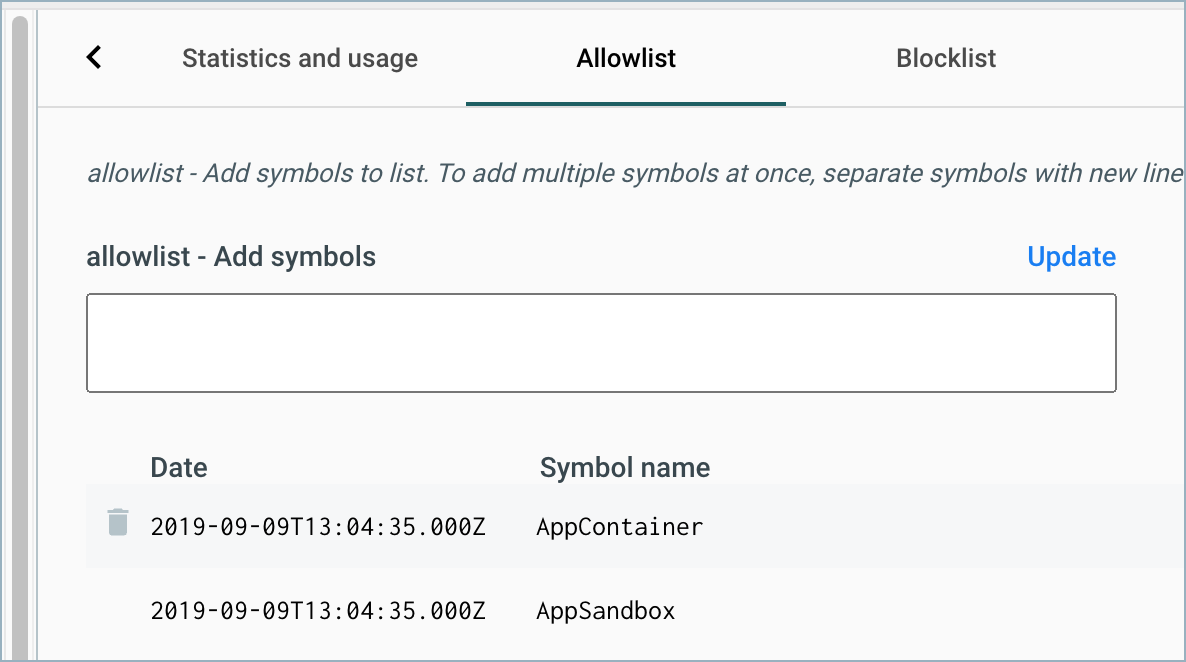 Statistics and usage
Allowlist
Blocklist
allowlist - Add symbols to list. To add multiple symbols at once, separate symbols with new line
allowlist - Add symbols
Update
Date
Symbol name
2019-09-09T13:04:35.000Z
AppContainer
2019-09-09T13:04:35.000Z
AppSandbox